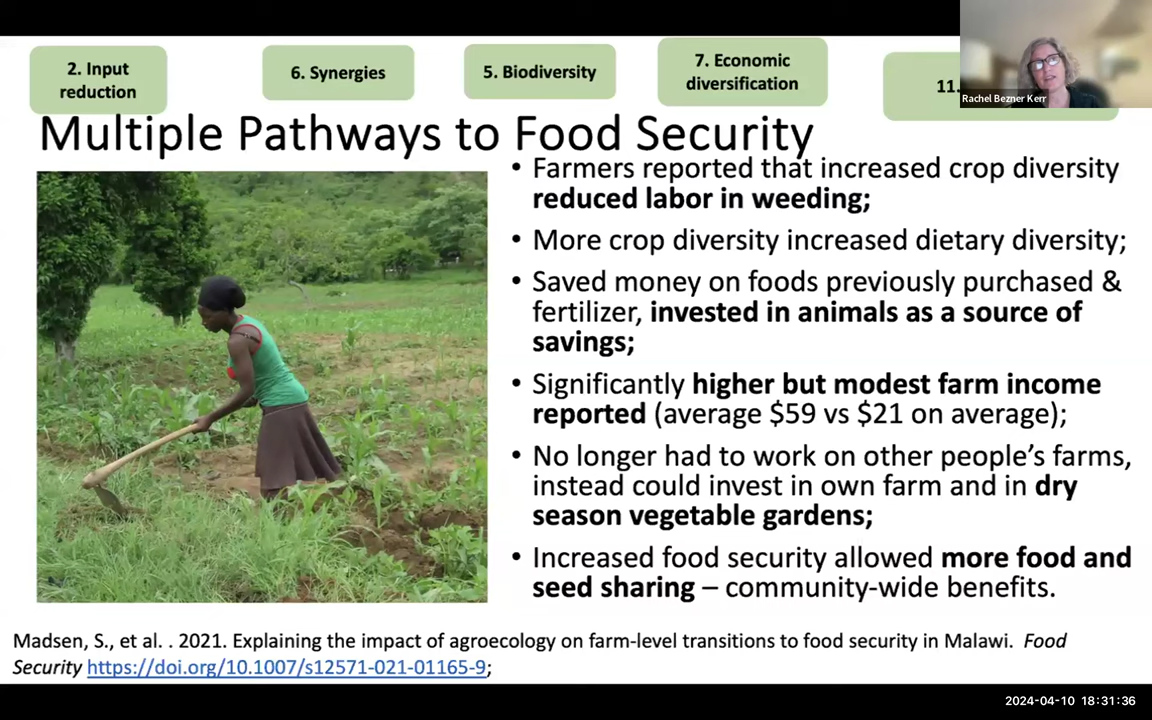 2. Input
reduction
6. Synergies
5. Biodiversity
7. Economic
diversification
11.
Rachel Bezner Kerr
Multiple Pathways to Food Security
• Farmers reported that increased crop diversity
reduced labor in weeding;
• More crop diversity increased dietary diversity;
• Saved money on foods previously purchased &
fertilizer, invested in animals as a source of
savings;
• Significantly higher but modest farm income
reported (average $59 vs $21 on average);
• No longer had to work on other people’s farms,
instead could invest in own farm and in dry
season vegetable gardens;
• Increased food security allowed more food and
seed sharing – community-wide benefits.
Madsen, S., et al. . 2021. Explaining the impact of agroecology on farm-level transitions to food security in Malawi. Food
Security https://doi.org/10.1007/s12571-021-01165-9;
2024-04-10 18:31:36